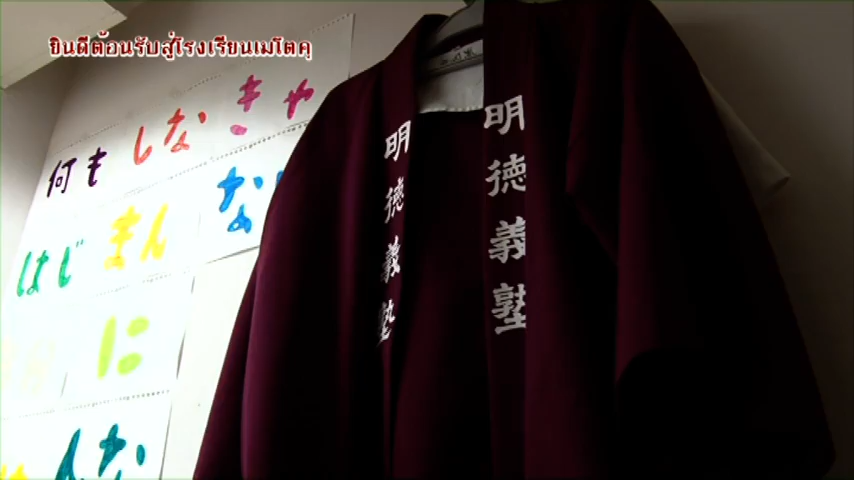 ยินดีต้อนรับสู่โรงเรียนเมโตคุ
何も しなきゃ
はじ まん な
に
んな
明徳義塾
明徳義塾